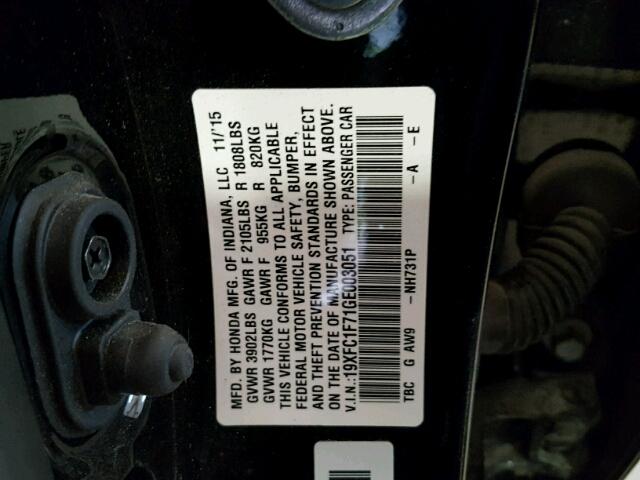 MFD. BY HONDA MFG. OF INDIANA, LLC 11/'15
GVWR 3902LBS GAWR F 2105LBS R 1808LBS
GVWR 1770KG GAWR F 955KG R 820KG
THIS VEHICLE CONFORMS TO ALL APPLICABLE
FEDERAL MOTOR VEHICLE SAFETY, BUMPER,
AND THEFT PREVENTION STANDARDS IN EFFECT
ON THE DATE OF MANUFACTURE SHOWN ABOVE.
V.I.N.:19XFC1F71GE003051 TYPE: PASSENGER CAR
TBC G AW9 -NH731P -A -E